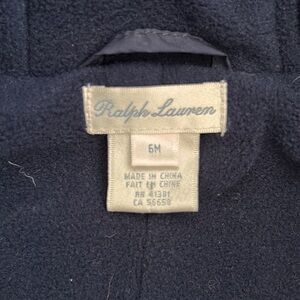 Ralph Lauren
6M
MADE IN CHINA
FAIT EN CHINE
RN 41381
CA 56658